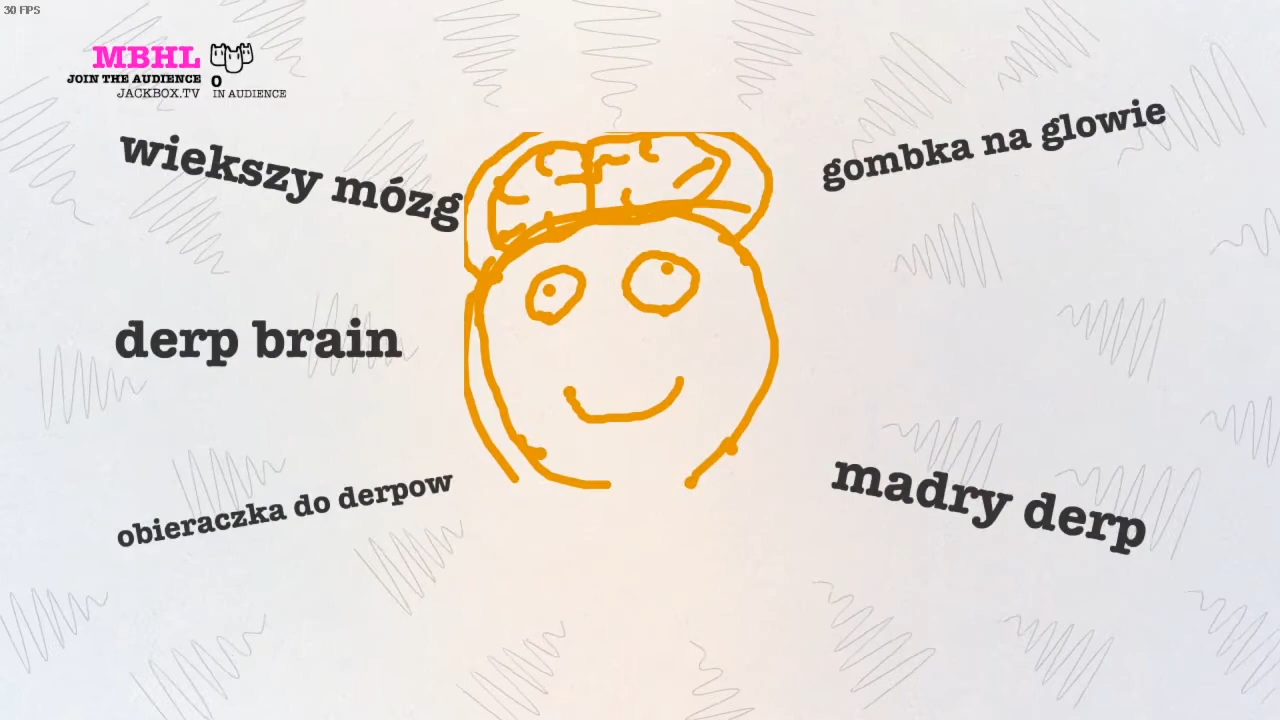 30 FPS
MBHL
JOIN THE AUDIENCE
JACKBOX.TV
0
IN AUDIENCE
wiekszy mózg
gombka na glowie
derp brain
obieraczka do derpow
madry derp